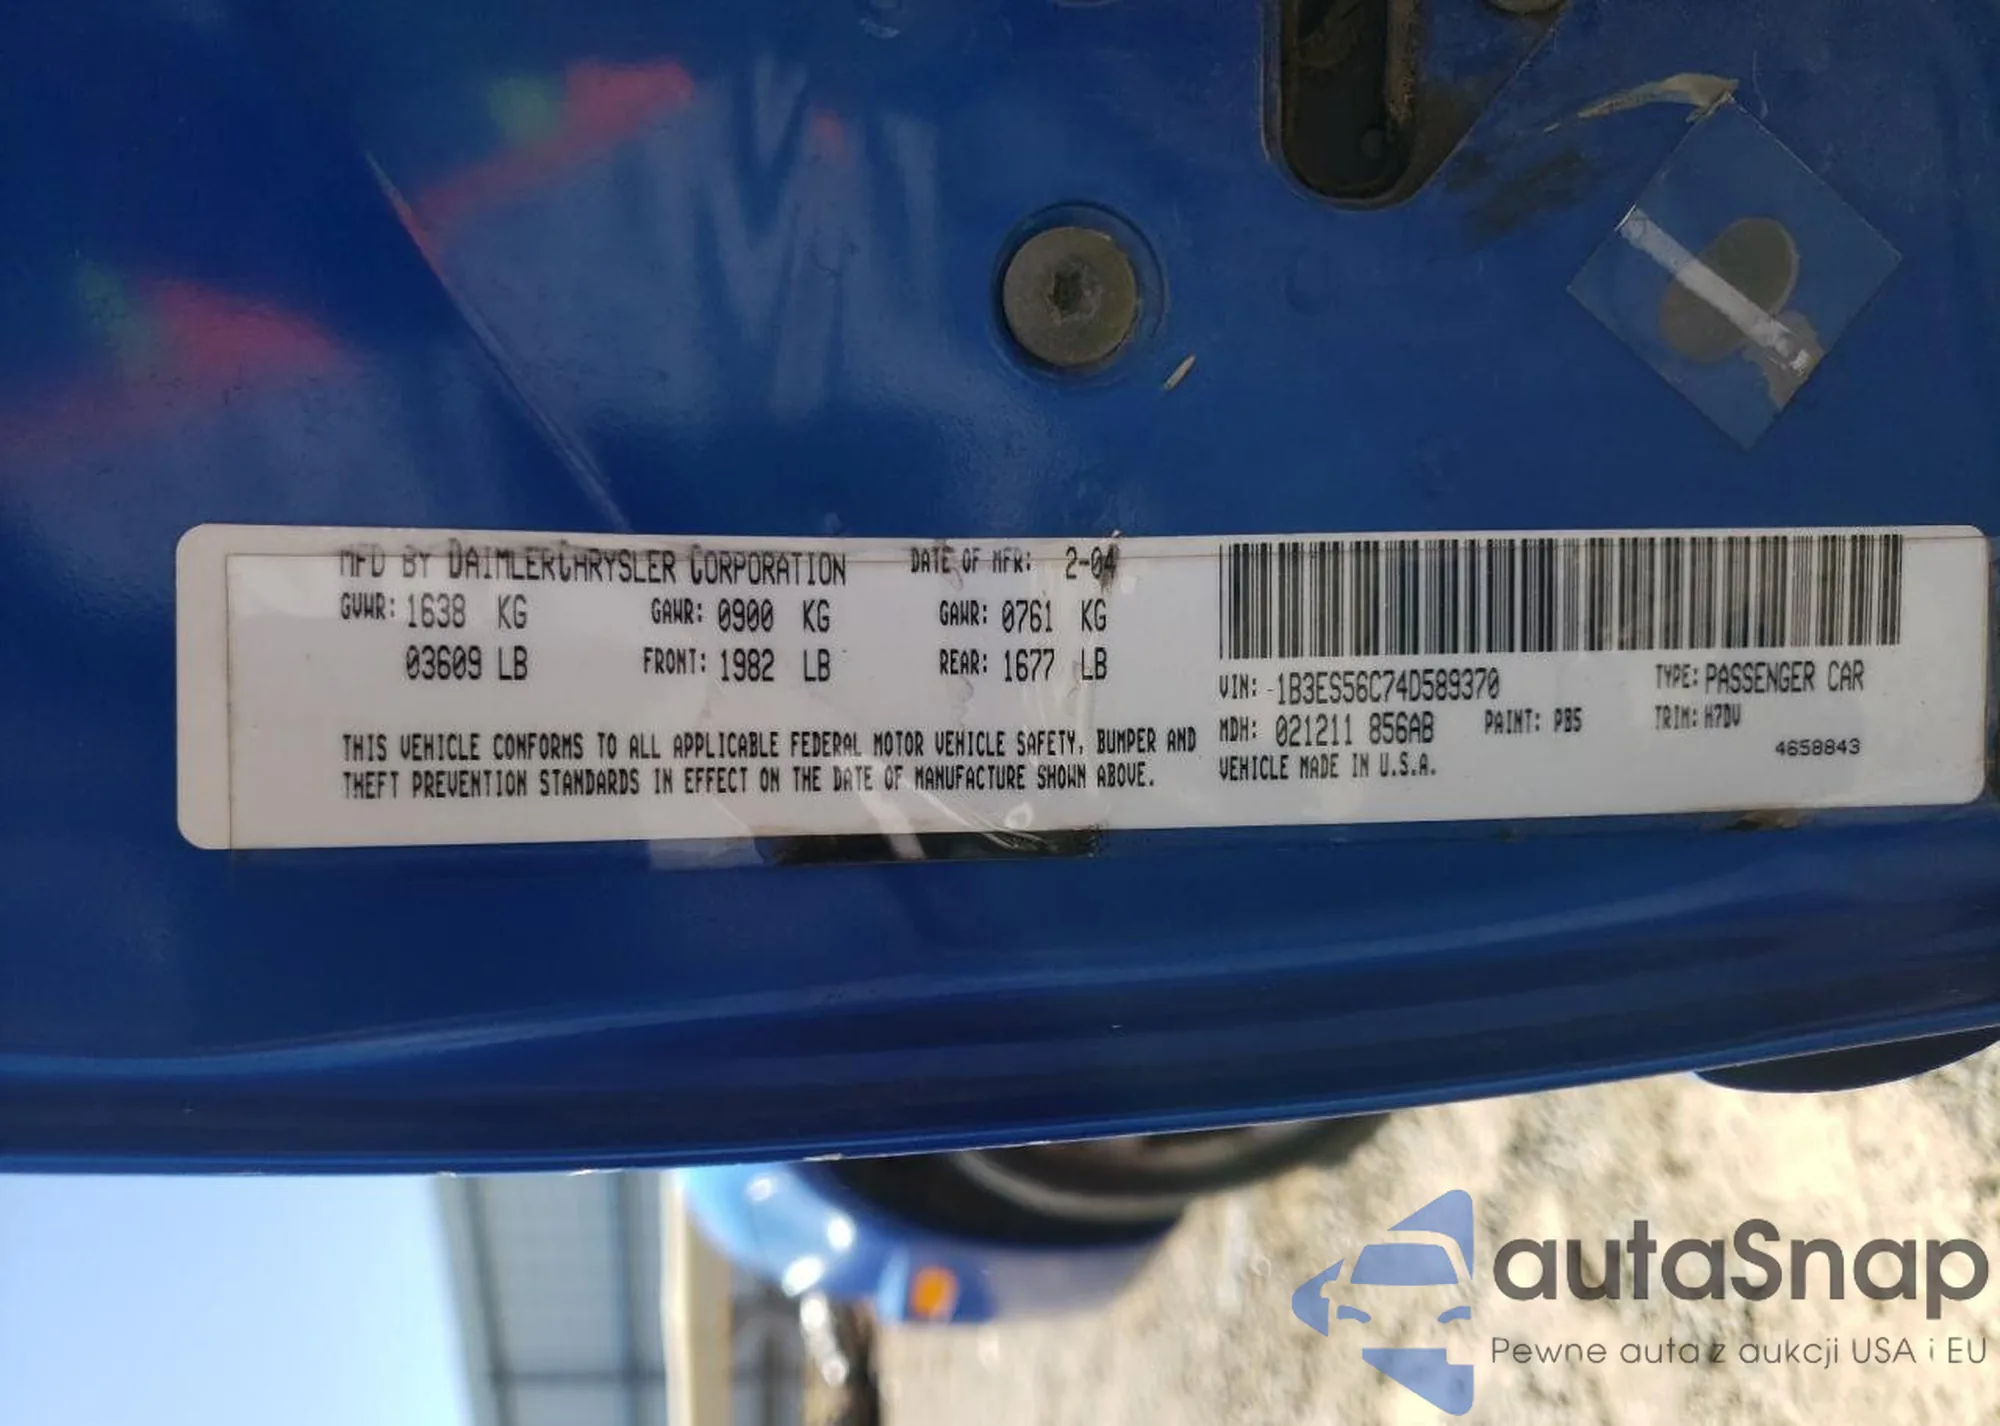 MFD BY DAIMLERCHRYSLER CORPORATION DATE OF MFR: 2-04
GVWR: 1638 KG GAWR: 0900 KG GAWR: 0761 KG
03609 LB FRONT: 1982 LB REAR: 1677 LB
THIS VEHICLE CONFORMS TO ALL APPLICABLE FEDERAL MOTOR VEHICLE SAFETY, BUMPER AND
THEFT PREVENTION STANDARDS IN EFFECT ON THE DATE OF MANUFACTURE SHOWN ABOVE.
VIN: 1B3ES56C74D589370 TYPE: PASSENGER CAR
MDH: 021211 856AB PAINT: PB5 TRIM: H7DV
VEHICLE MADE IN U.S.A. 4658843
autaSnap
Pewne auta z aukcji USA i EU